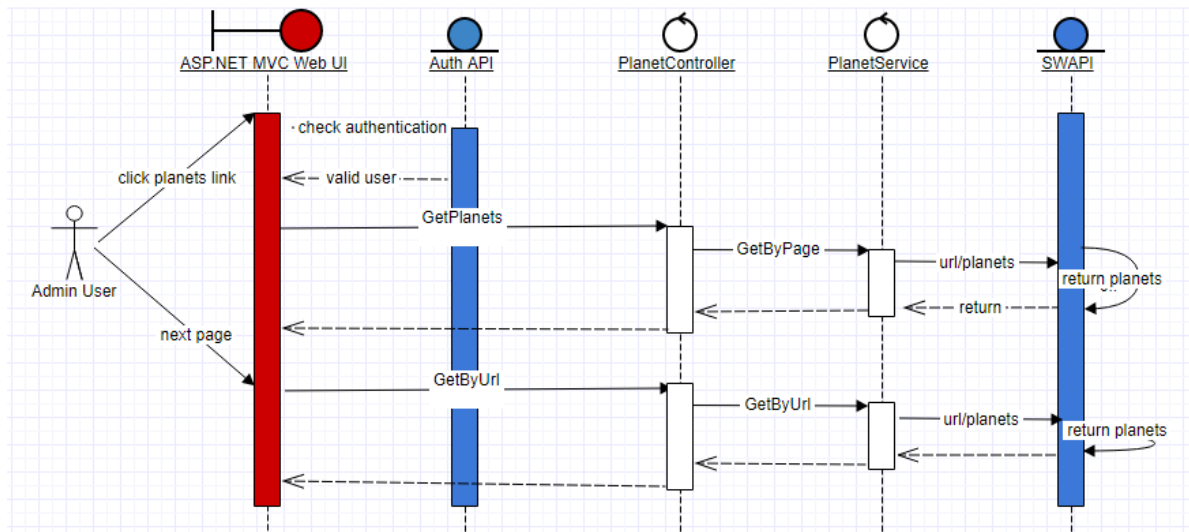 ASP.NET MVC Web UI
Auth API
PlanetController
PlanetService
SWAPI
check authentication
click planets link
valid user
GetPlanets
GetByPage
url/planets
return planets
Admin User
return
next page
GetByUrl
GetByUrl
url/planets
return planets